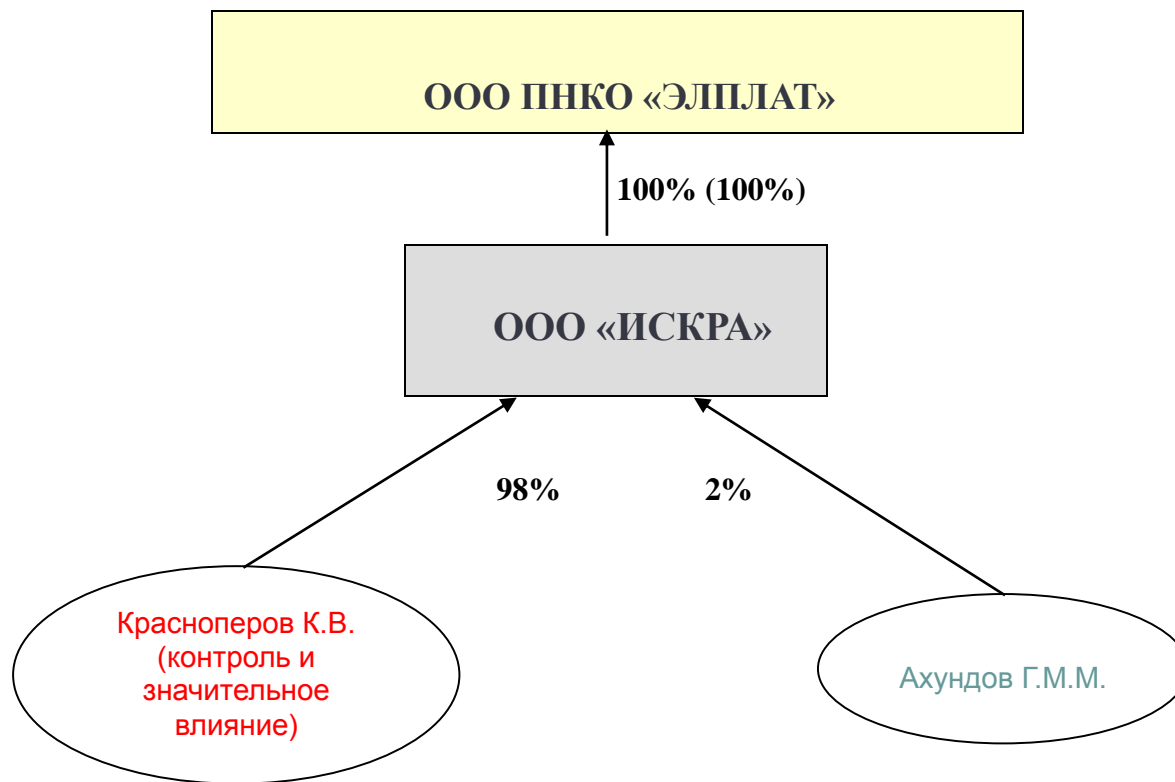 ООО ПНКО «ЭЛПЛАТ»
100% (100%)
ООО «ИСКРА»
98%
2%
Красноперов К.В.
(контроль и
значительное
влияние)
Ахундов Г.М.М.